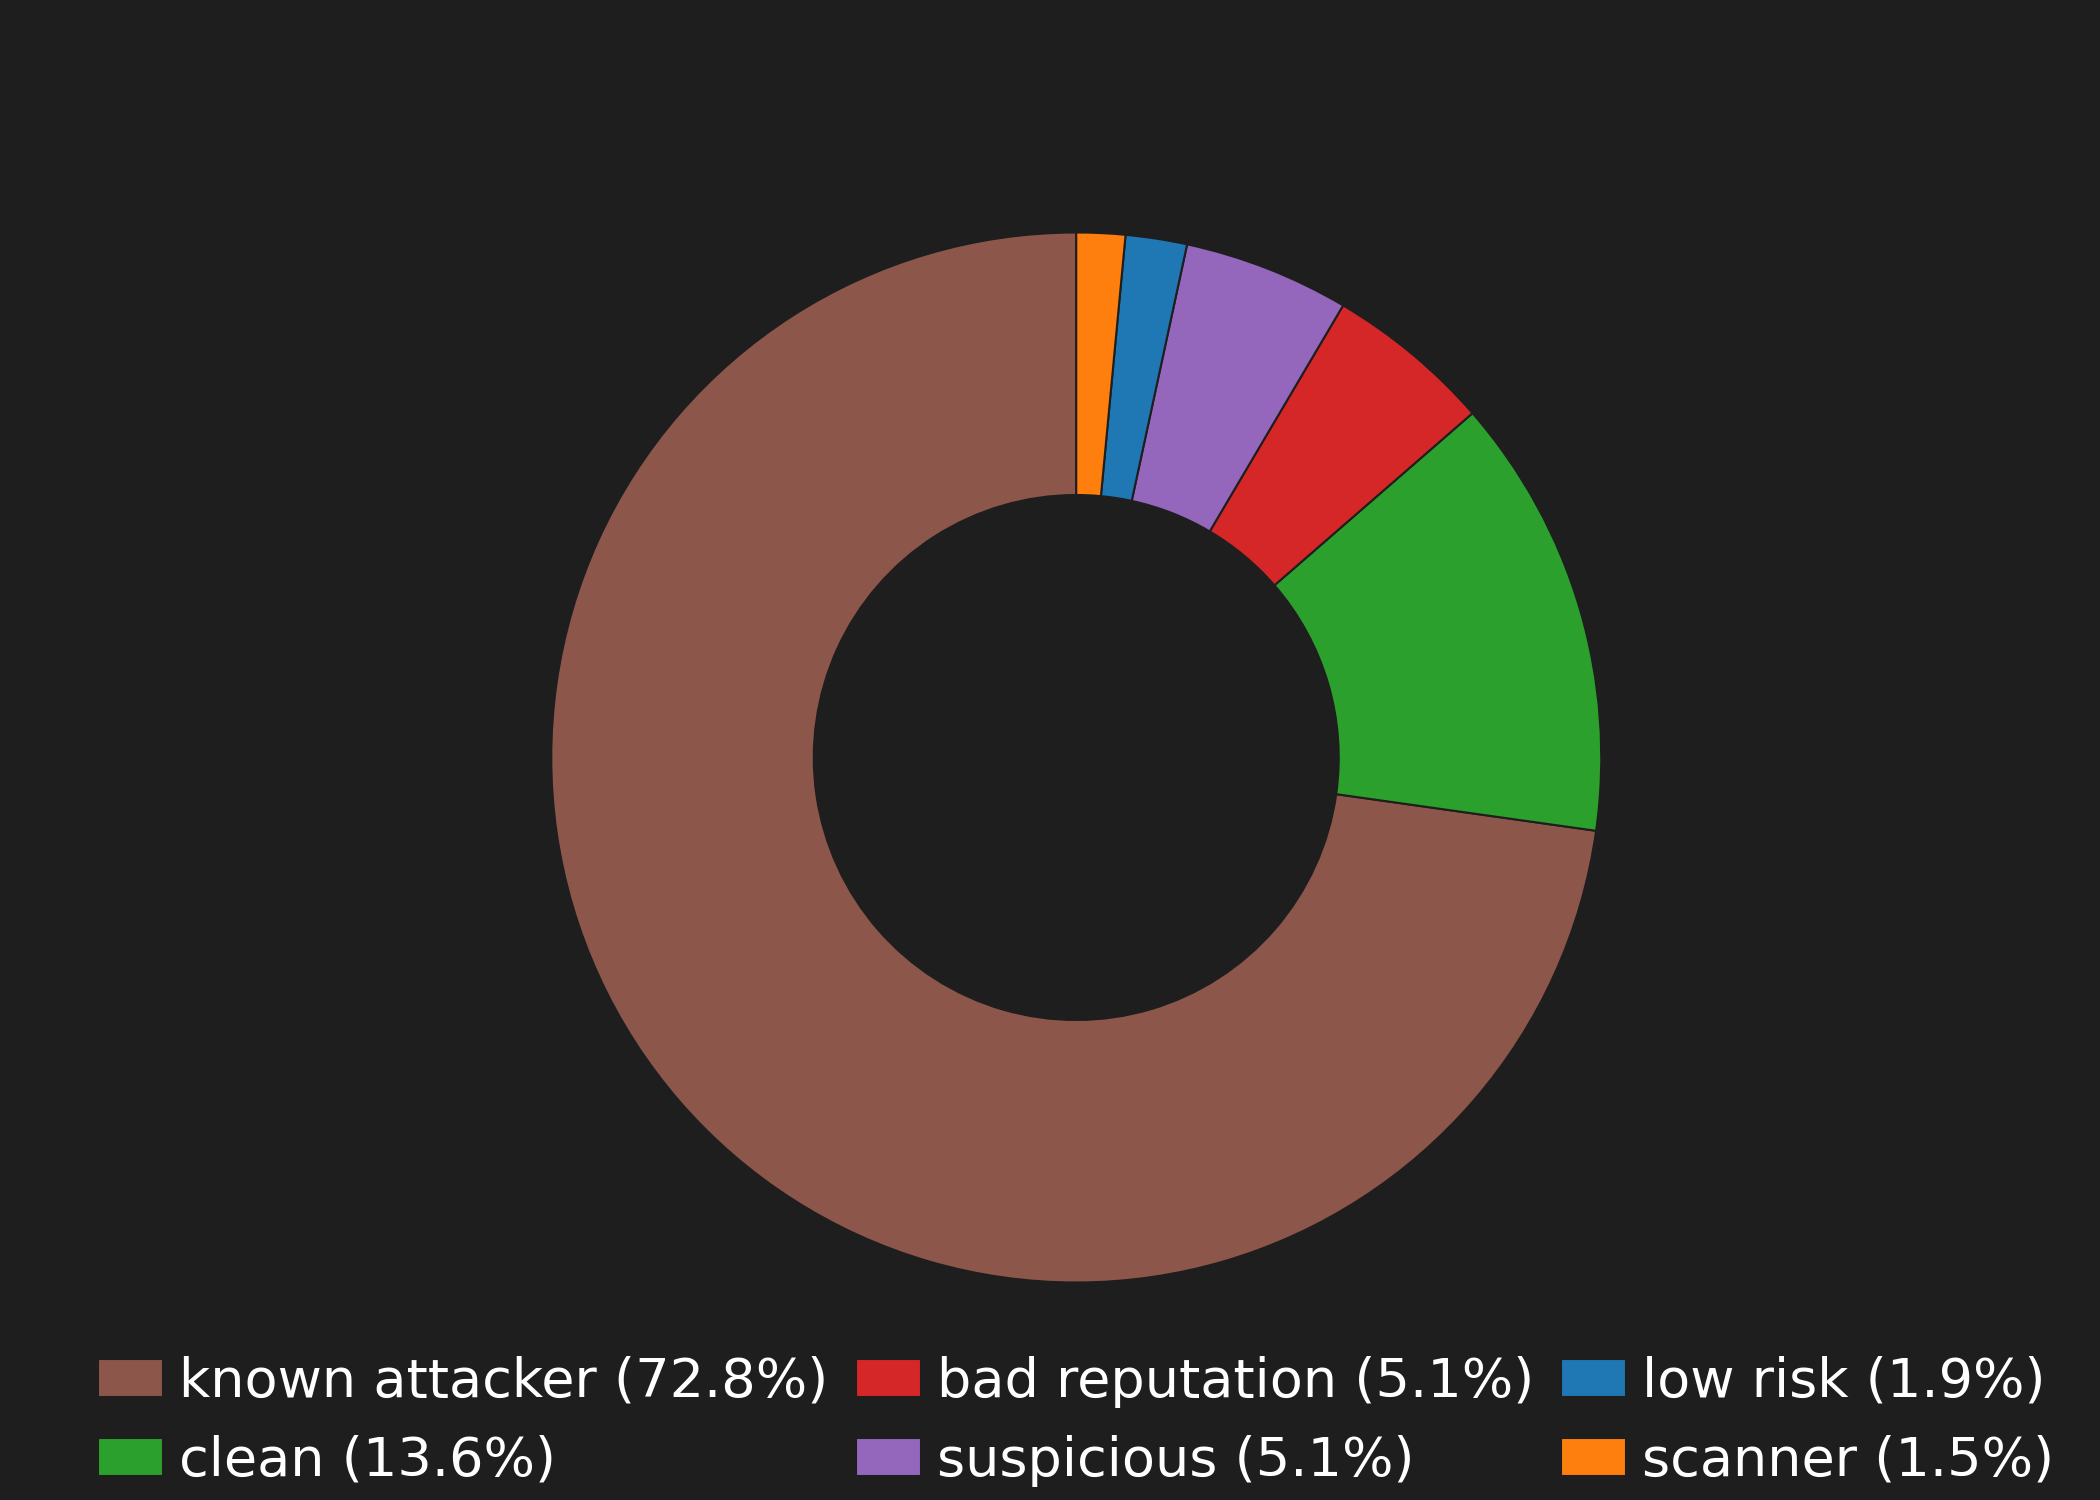 known attacker (72.8%) bad reputation (5.1%) low risk (1.9%)
clean (13.6%) suspicious (5.1%) scanner (1.5%)